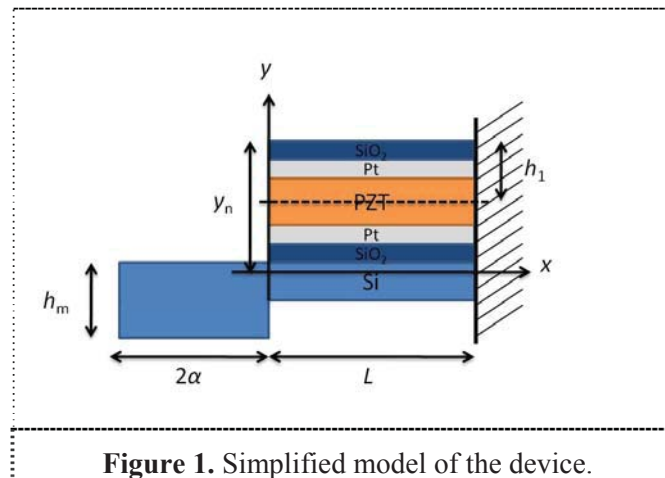 y
SiO₂
Pt
h₁
yₙ
PZT
Pt
SiO₂
x
hₘ
Si
2α
L
Figure 1. Simplified model of the device.